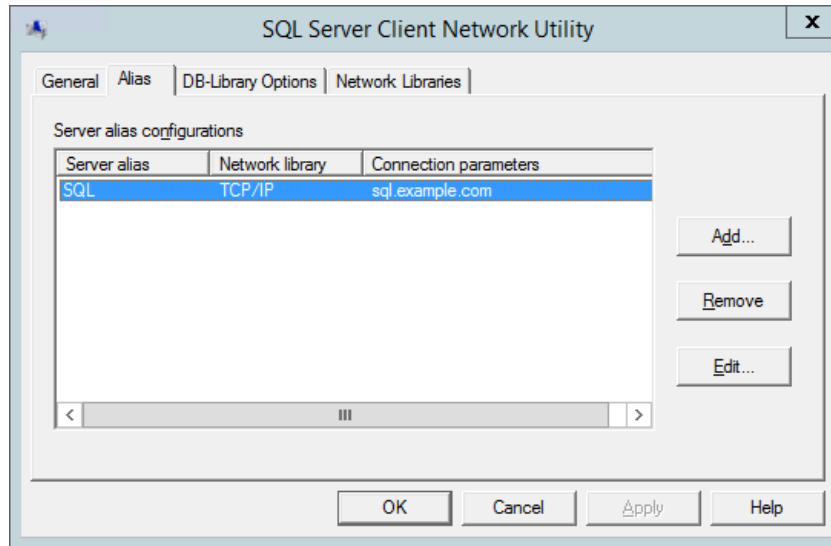 SQL Server Client Network Utility
x
General Alias DB-Library Options Network Libraries
Server alias configurations
Server alias Network library Connection parameters
SQL TCP/IP sql.example.com
Add...
Remove
Edit...
OK Cancel Apply Help